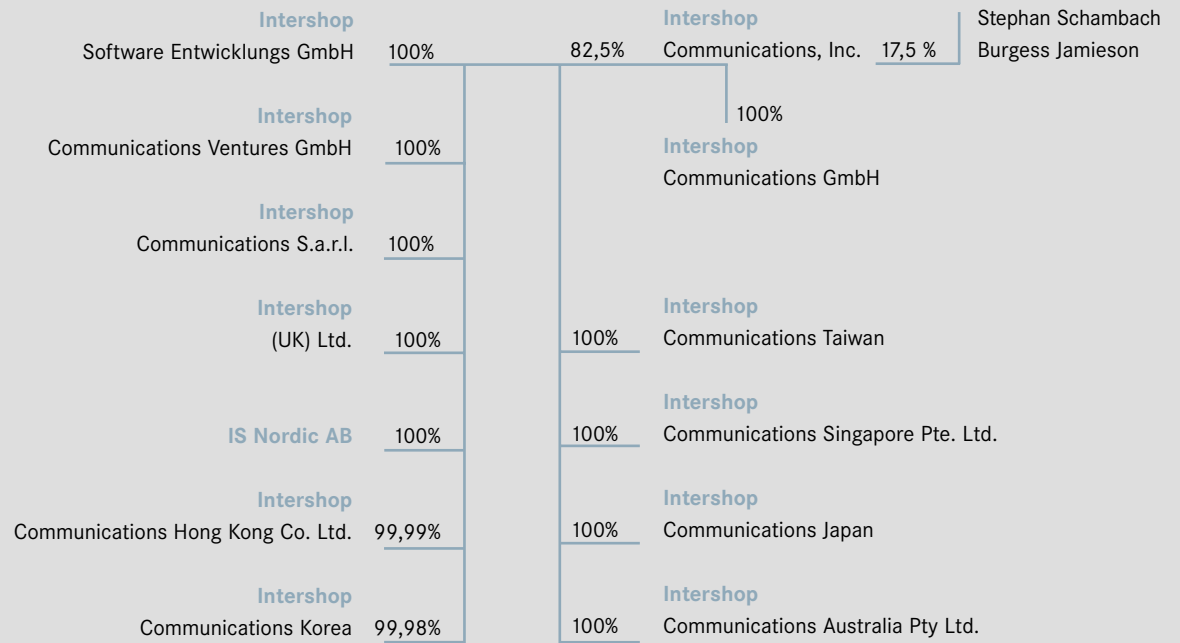 Intershop
Software Entwicklungs GmbH 100%
82,5%
Intershop
Communications, Inc. 17,5 %
Stephan Schambach
Burgess Jamieson
100%
Intershop
Communications GmbH
Intershop
Communications Ventures GmbH 100%
Intershop
Communications S.a.r.l. 100%
Intershop
(UK) Ltd. 100%
IS Nordic AB 100%
Intershop
Communications Hong Kong Co. Ltd. 99,99%
Intershop
Communications Korea 99,98%
Intershop
100% Communications Taiwan
Intershop
100% Communications Singapore Pte. Ltd.
Intershop
100% Communications Japan
Intershop
100% Communications Australia Pty Ltd.